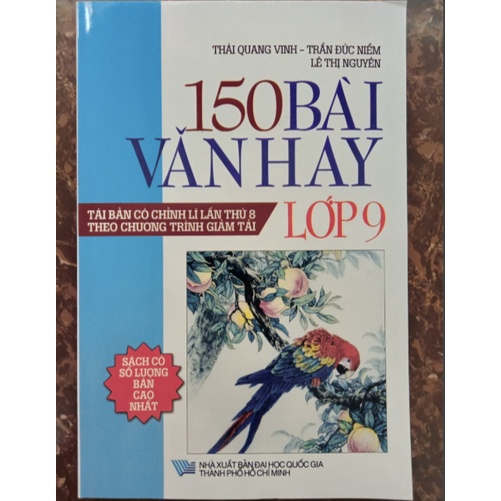 THÁI QUANG VINH - TRẦN ĐỨC NIỀM
LÊ THỊ NGUYÊN
150 BÀI
VĂN HAY
LỚP 9
TÁI BẢN CÓ CHỈNH LÍ LẦN THỨ 8
THEO CHƯƠNG TRÌNH GIẢM TẢI
SÁCH CÓ
SỐ LƯỢNG
BẢN
CAO
NHẤT
NHÀ XUẤT BẢN ĐẠI HỌC QUỐC GIA
THÀNH PHỐ HỒ CHÍ MINH